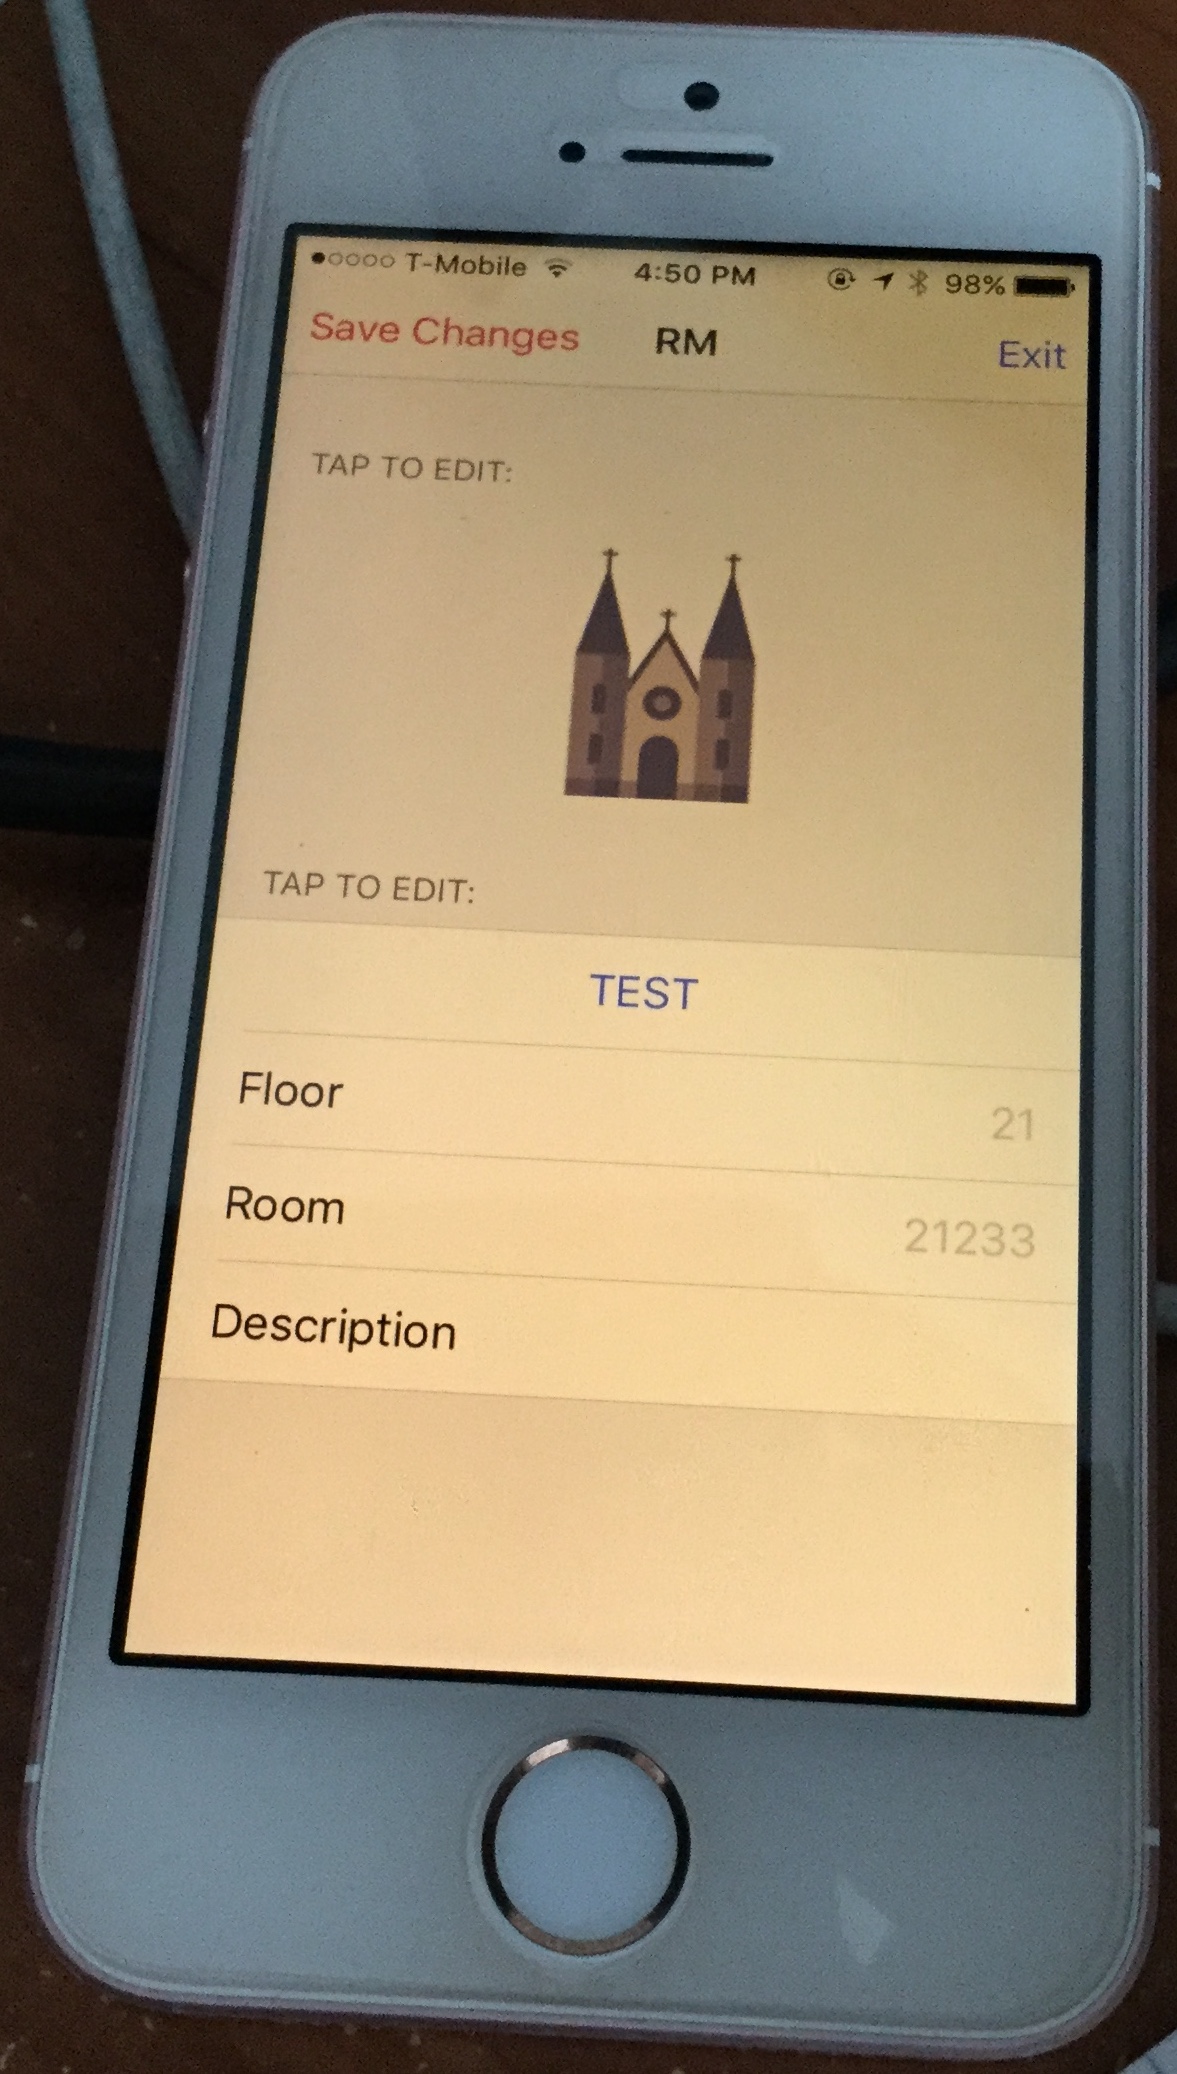 T-Mobile 4:50 PM 98%
Save Changes RM Exit
TAP TO EDIT:
TAP TO EDIT:
TEST
Floor 21
Room 21233
Description